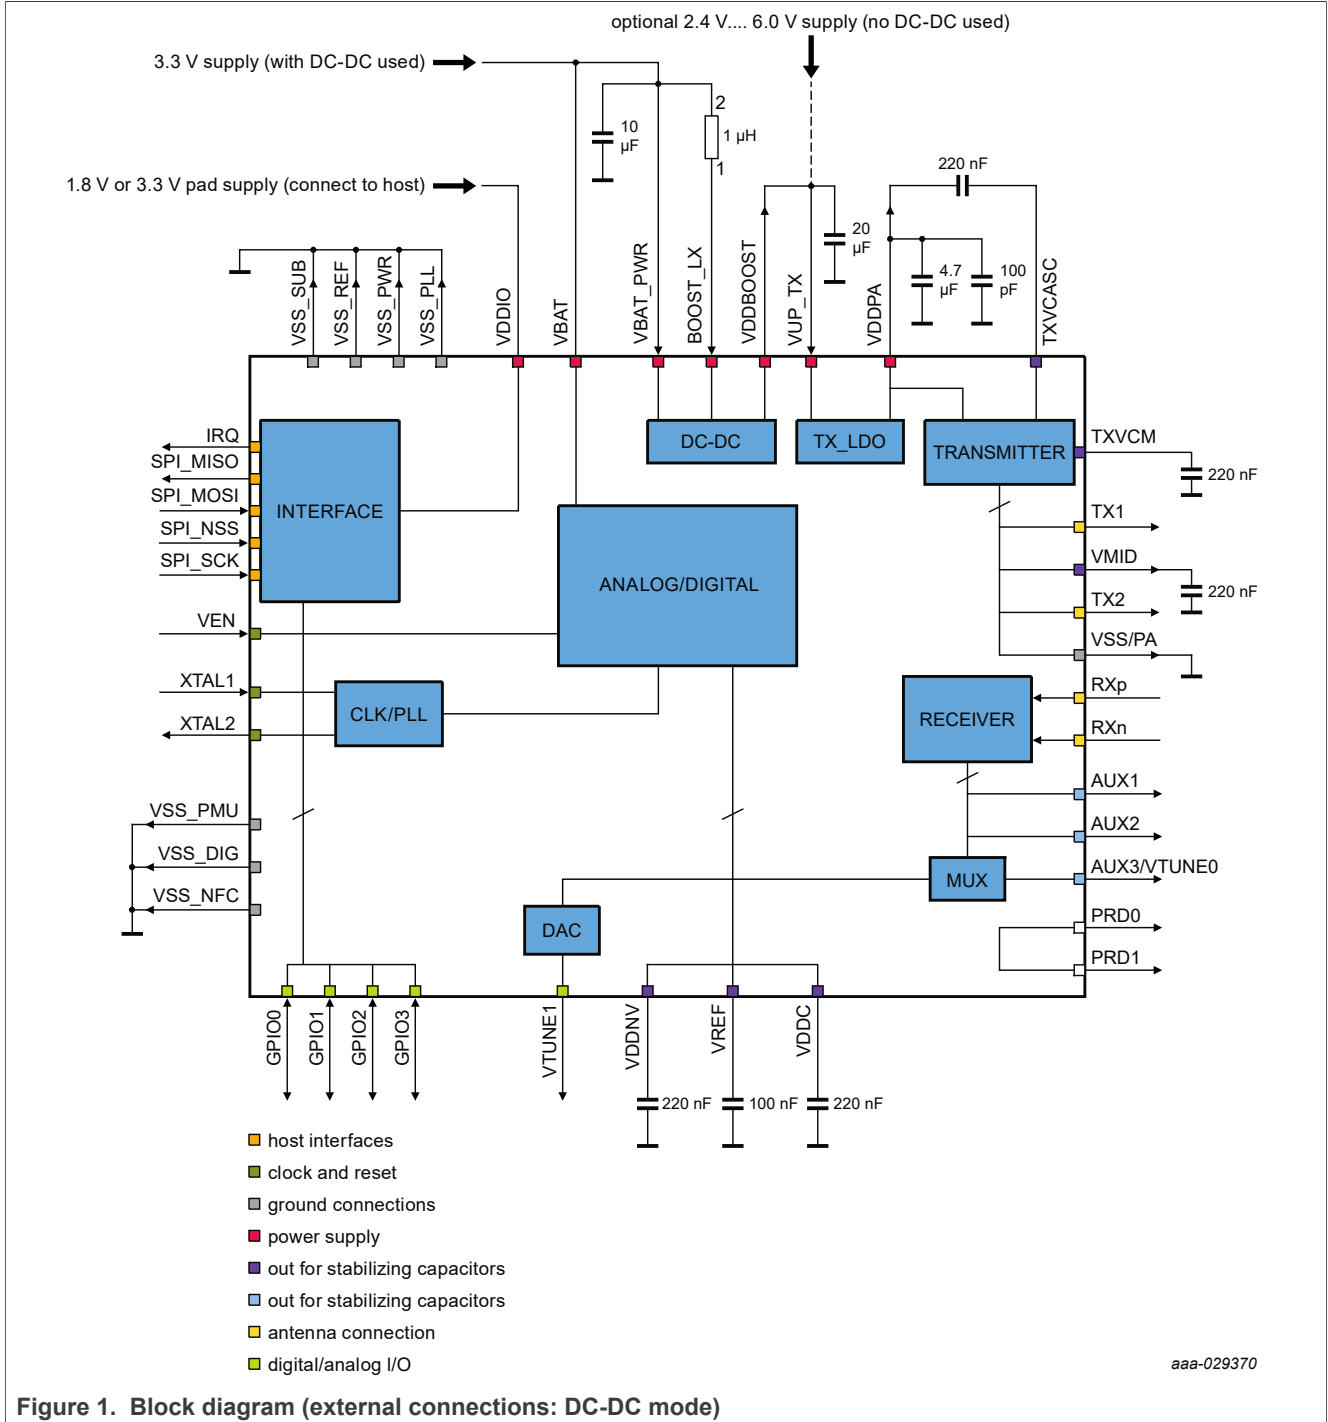 optional 2.4 V.... 6.0 V supply (no DC-DC used)
3.3 V supply (with DC-DC used)
10
µF
2
1 µH
1
220 nF
1.8 V or 3.3 V pad supply (connect to host)
20
µF
4.7
µF
100
pF
VSS_SUB
VSS_REF
VSS_PWR
VSS_PLL
VDDIO
VBAT
VBAT_PWR
BOOST_LX
VDDBOOST
VUP_TX
VDDPA
TXVCASC
IRQ
SPI_MISO
SPI_MOSI
SPI_NSS
SPI_SCK
INTERFACE
DC-DC
TX_LDO
TRANSMITTER
TXVCM
220 nF
TX1
VMID
220 nF
TX2
VSS/PA
ANALOG/DIGITAL
VEN
XTAL1
XTAL2
CLK/PLL
RECEIVER
RXp
RXn
AUX1
AUX2
AUX3/VTUNE0
MUX
VSS_PMU
VSS_DIG
VSS_NFC
DAC
PRD0
PRD1
GPIO0
GPIO1
GPIO2
GPIO3
VTUNE1
VDDNV
VREF
VDDC
220 nF
100 nF
220 nF
host interfaces
clock and reset
ground connections
power supply
out for stabilizing capacitors
out for stabilizing capacitors
antenna connection
digital/analog I/O
aaa-029370
Figure 1. Block diagram (external connections: DC-DC mode)